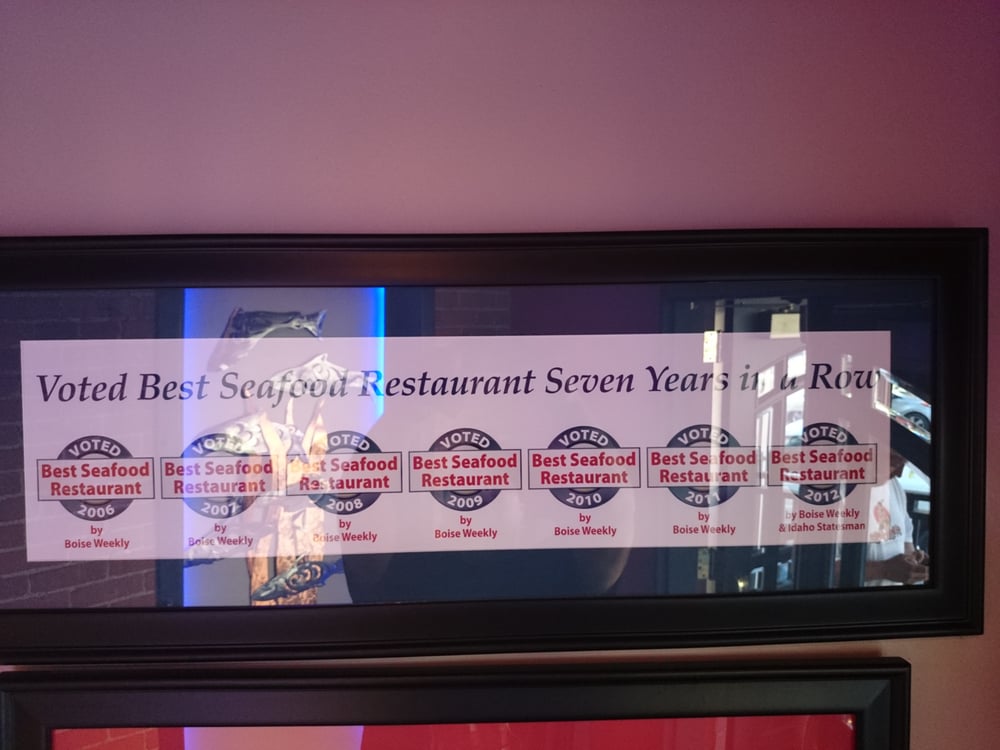 Voted Best Seafood Restaurant Seven Years in a Row
VOTED
Best Seafood
Restaurant
2006
by
Boise Weekly
VOTED
Best Seafood
Restaurant
2007
by
Boise Weekly
VOTED
Best Seafood
Restaurant
2008
by
Boise Weekly
VOTED
Best Seafood
Restaurant
2009
by
Boise Weekly
VOTED
Best Seafood
Restaurant
2010
by
Boise Weekly
VOTED
Best Seafood
Restaurant
2011
by
Boise Weekly
VOTED
Best Seafood
Restaurant
2012
by Boise Weekly
& Idaho Statesman